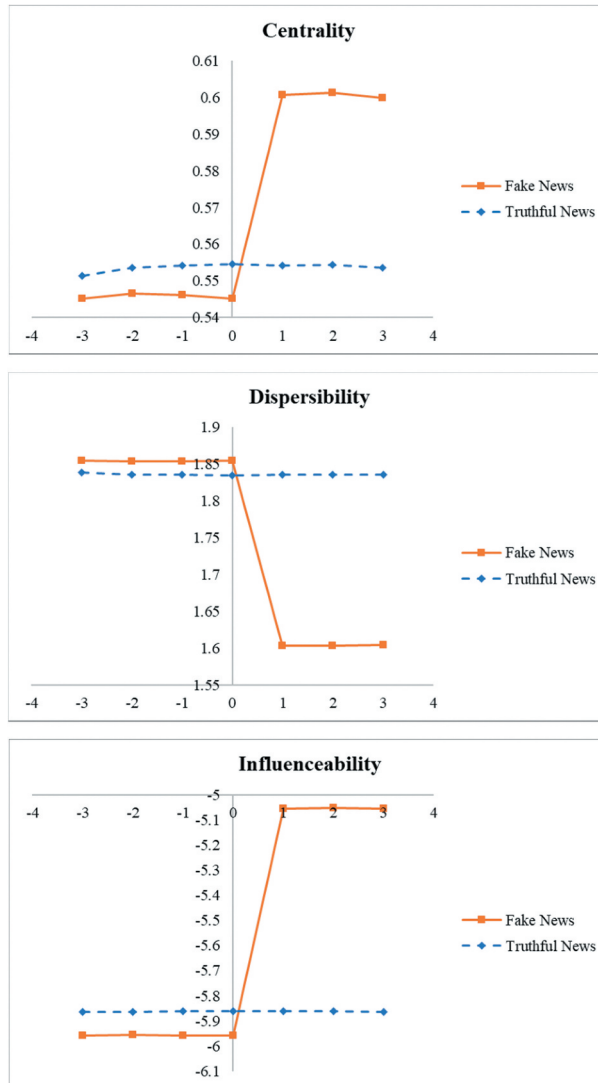 Centrality
0.61
0.6
0.59
0.58
0.57
0.56
0.55
0.54
-4 -3 -2 -1 0 1 2 3 4
Fake News
Truthful News
Dispersibility
1.9
1.85
1.8
1.75
1.7
1.65
1.6
1.55
-4 -3 -2 -1 0 1 2 3 4
Fake News
Truthful News
Influenceability
-5
-4 -3 -2 -1 0 1 2 3 4
-5.1
-5.2
-5.3
-5.4
-5.5
-5.6
-5.7
-5.8
-5.9
-6
-6.1
Fake News
Truthful News